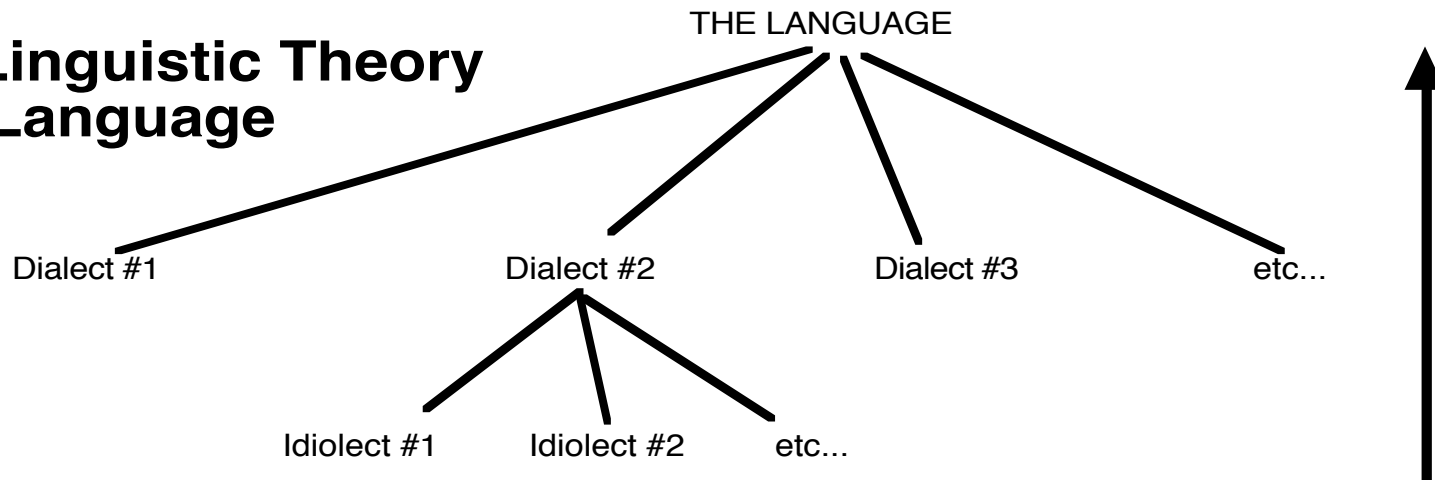 THE LANGUAGE
Linguistic Theory
Language
Dialect #1 Dialect #2 Dialect #3 etc...
Idiolect #1 Idiolect #2 etc...